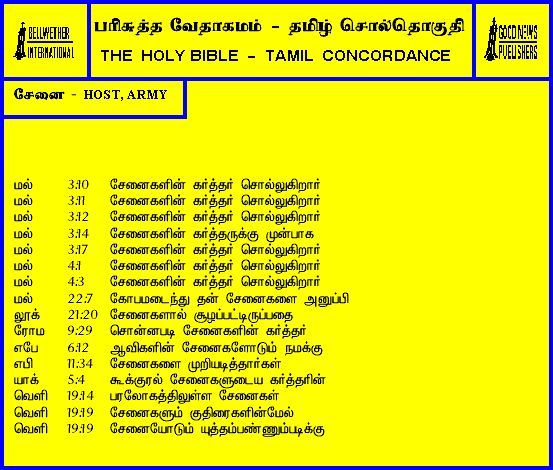 BELLWETHER
INTERNATIONAL
பரிசுத்த வேதாகமம் - தமிழ் சொல்தொகுதி
THE HOLY BIBLE - TAMIL CONCORDANCE
GOOD NEWS
PUBLISHERS
சேனை - HOST, ARMY
மல் 3:10 சேனைகளின் கர்த்தர் சொல்லுகிறார்
மல் 3:11 சேனைகளின் கர்த்தர் சொல்லுகிறார்
மல் 3:12 சேனைகளின் கர்த்தர் சொல்லுகிறார்
மல் 3:14 சேனைகளின் கர்த்தருக்கு முன்பாக
மல் 3:17 சேனைகளின் கர்த்தர் சொல்லுகிறார்
மல் 4:1 சேனைகளின் கர்த்தர் சொல்லுகிறார்
மல் 4:3 சேனைகளின் கர்த்தர் சொல்லுகிறார்
மல் 22:7 கோபமடைந்து தன் சேனைகளை அனுப்பி
லூக் 21:20 சேனைகளால் சூழப்பட்டிருப்பதை
ரோம 9:29 சொன்னபடி சேனைகளின் கர்த்தர்
எபே 6:12 ஆவிகளின் சேனைகளோடும் நமக்கு
எபி 11:34 சேனைகளை முறியடித்தார்கள்
யாக் 5:4 கூக்குரல் சேனைகளுடைய கர்த்தரின்
வெளி 19:14 பரலோகத்திலுள்ள சேனைகள்
வெளி 19:19 சேனைகளும் குதிரைகளின்மேல்
வெளி 19:19 சேனையோடும் யுத்தம்பண்ணும்படிக்கு